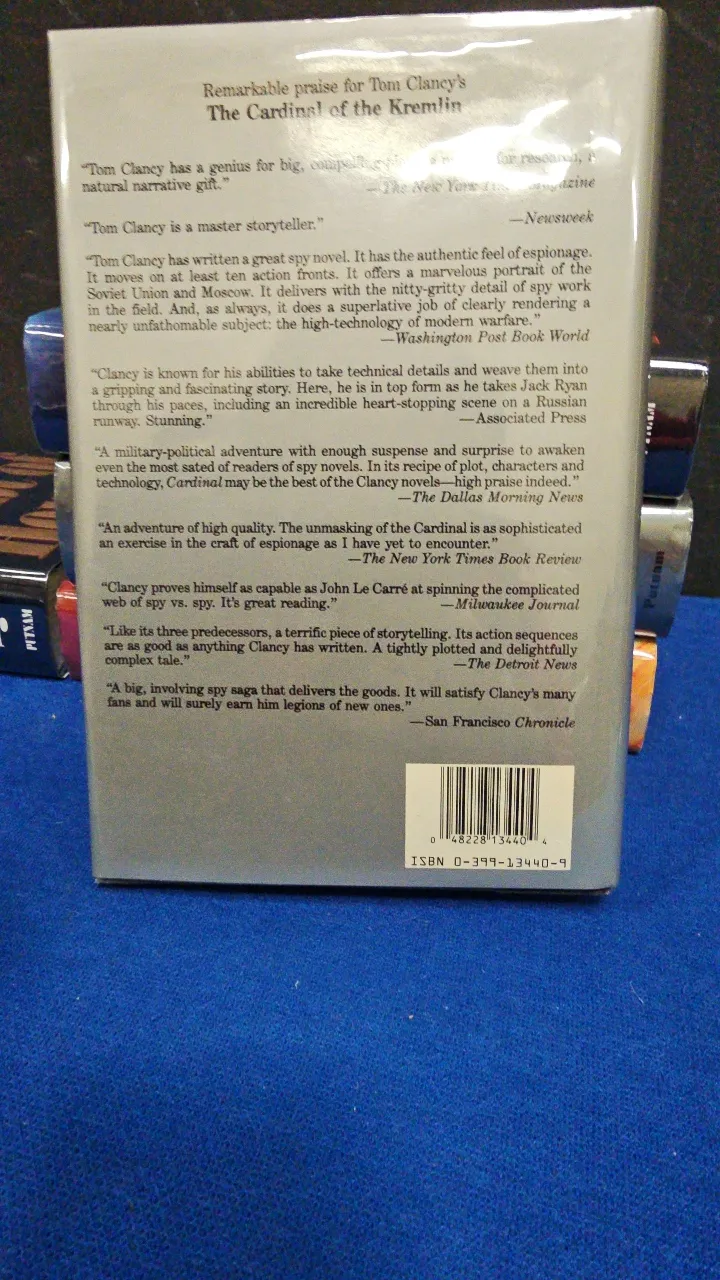 Remarkable praise for Tom Clancy's
The Cardinal of the Kremlin
"Tom Clancy has a genius for big, compelling for research,
natural narrative gift." —The New York Magazine
"Tom Clancy is a master storyteller." —Newsweek
"Tom Clancy has written a great spy novel. It has the authentic feel of espionage.
It moves on at least ten action fronts. It offers a marvelous portrait of the
Soviet Union and Moscow. It delivers with the nitty-gritty detail of spy work
in the field. And, as always, it does a superlative job of clearly rendering a
nearly unfathomable subject: the high-technology of modern warfare."
—Washington Post Book World
"Clancy is known for his abilities to take technical details and weave them into
a gripping and fascinating story. Here, he is in top form as he takes Jack Ryan
through his paces, including an incredible heart-stopping scene on a Russian
runway. Stunning." —Associated Press
"A military-political adventure with enough suspense and surprise to awaken
even the most sated of readers of spy novels. In its recipe of plot, characters and
technology, Cardinal may be the best of the Clancy novels—high praise indeed."
—The Dallas Morning News
"An adventure of high quality. The unmasking of the Cardinal is as sophisticated
an exercise in the craft of espionage as I have yet to encounter."
—The New York Times Book Review
"Clancy proves himself as capable as John Le Carré at spinning the complicated
web of spy vs. spy. It's great reading." —Milwaukee Journal
"Like its three predecessors, a terrific piece of storytelling. Its action sequences
are as good as anything Clancy has written. A tightly plotted and delightfully
complex tale." —The Detroit News
"A big, involving spy saga that delivers the goods. It will satisfy Clancy's many
fans and will surely earn him legions of new ones."
—San Francisco Chronicle
0 48228 13440 4
ISBN 0-399-13440-9
PUTNAM
Putnam